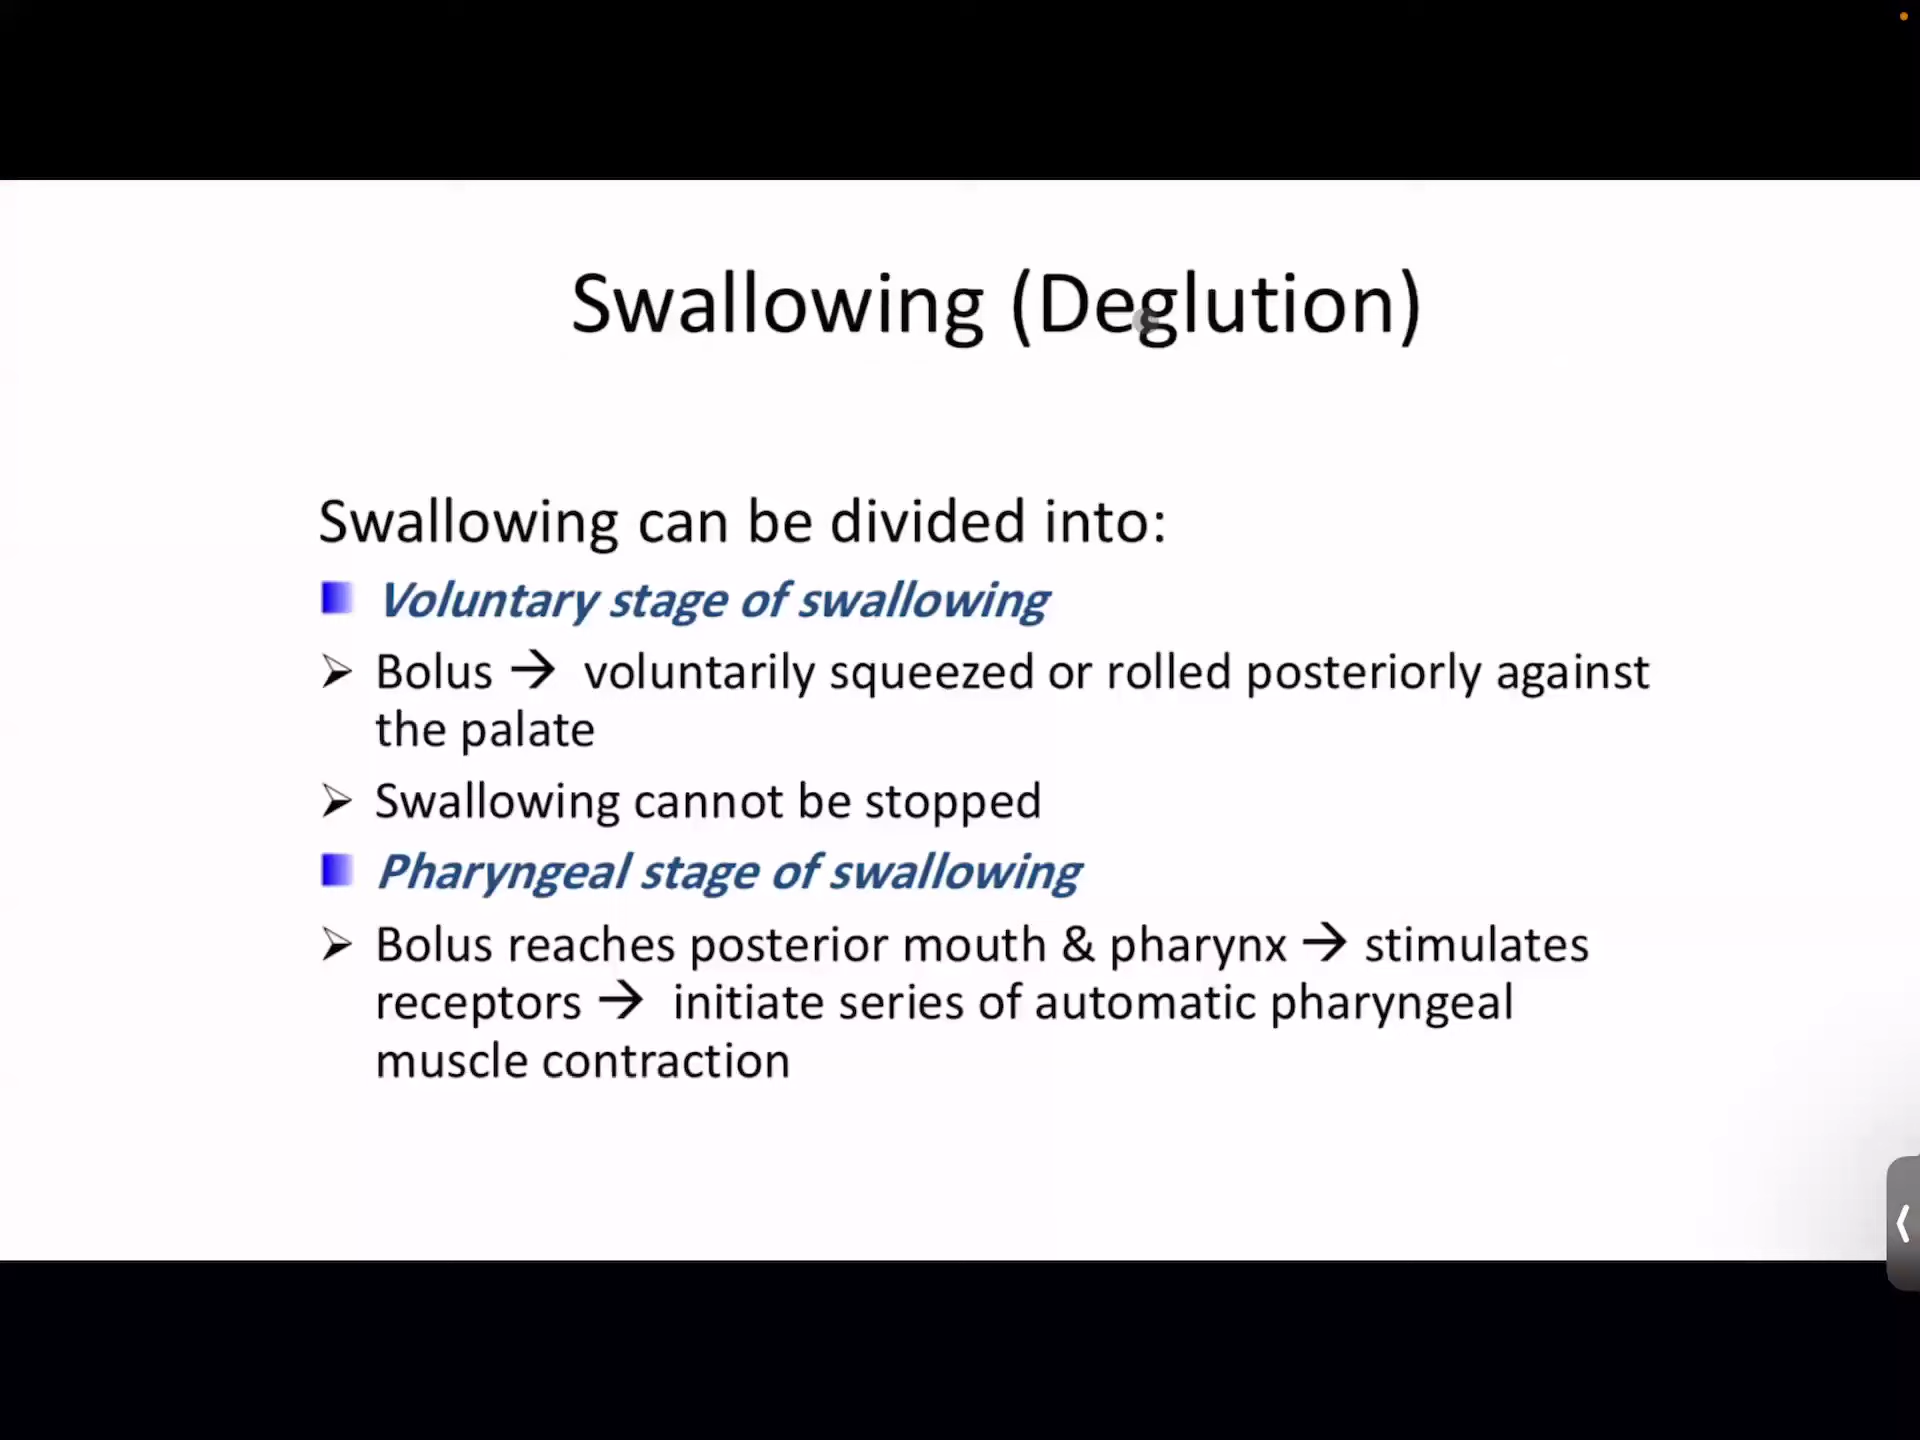 Swallowing (Deglution)
Swallowing can be divided into:
Voluntary stage of swallowing
➢ Bolus → voluntarily squeezed or rolled posteriorly against
the palate
➢ Swallowing cannot be stopped
Pharyngeal stage of swallowing
➢ Bolus reaches posterior mouth & pharynx → stimulates
receptors → initiate series of automatic pharyngeal
muscle contraction